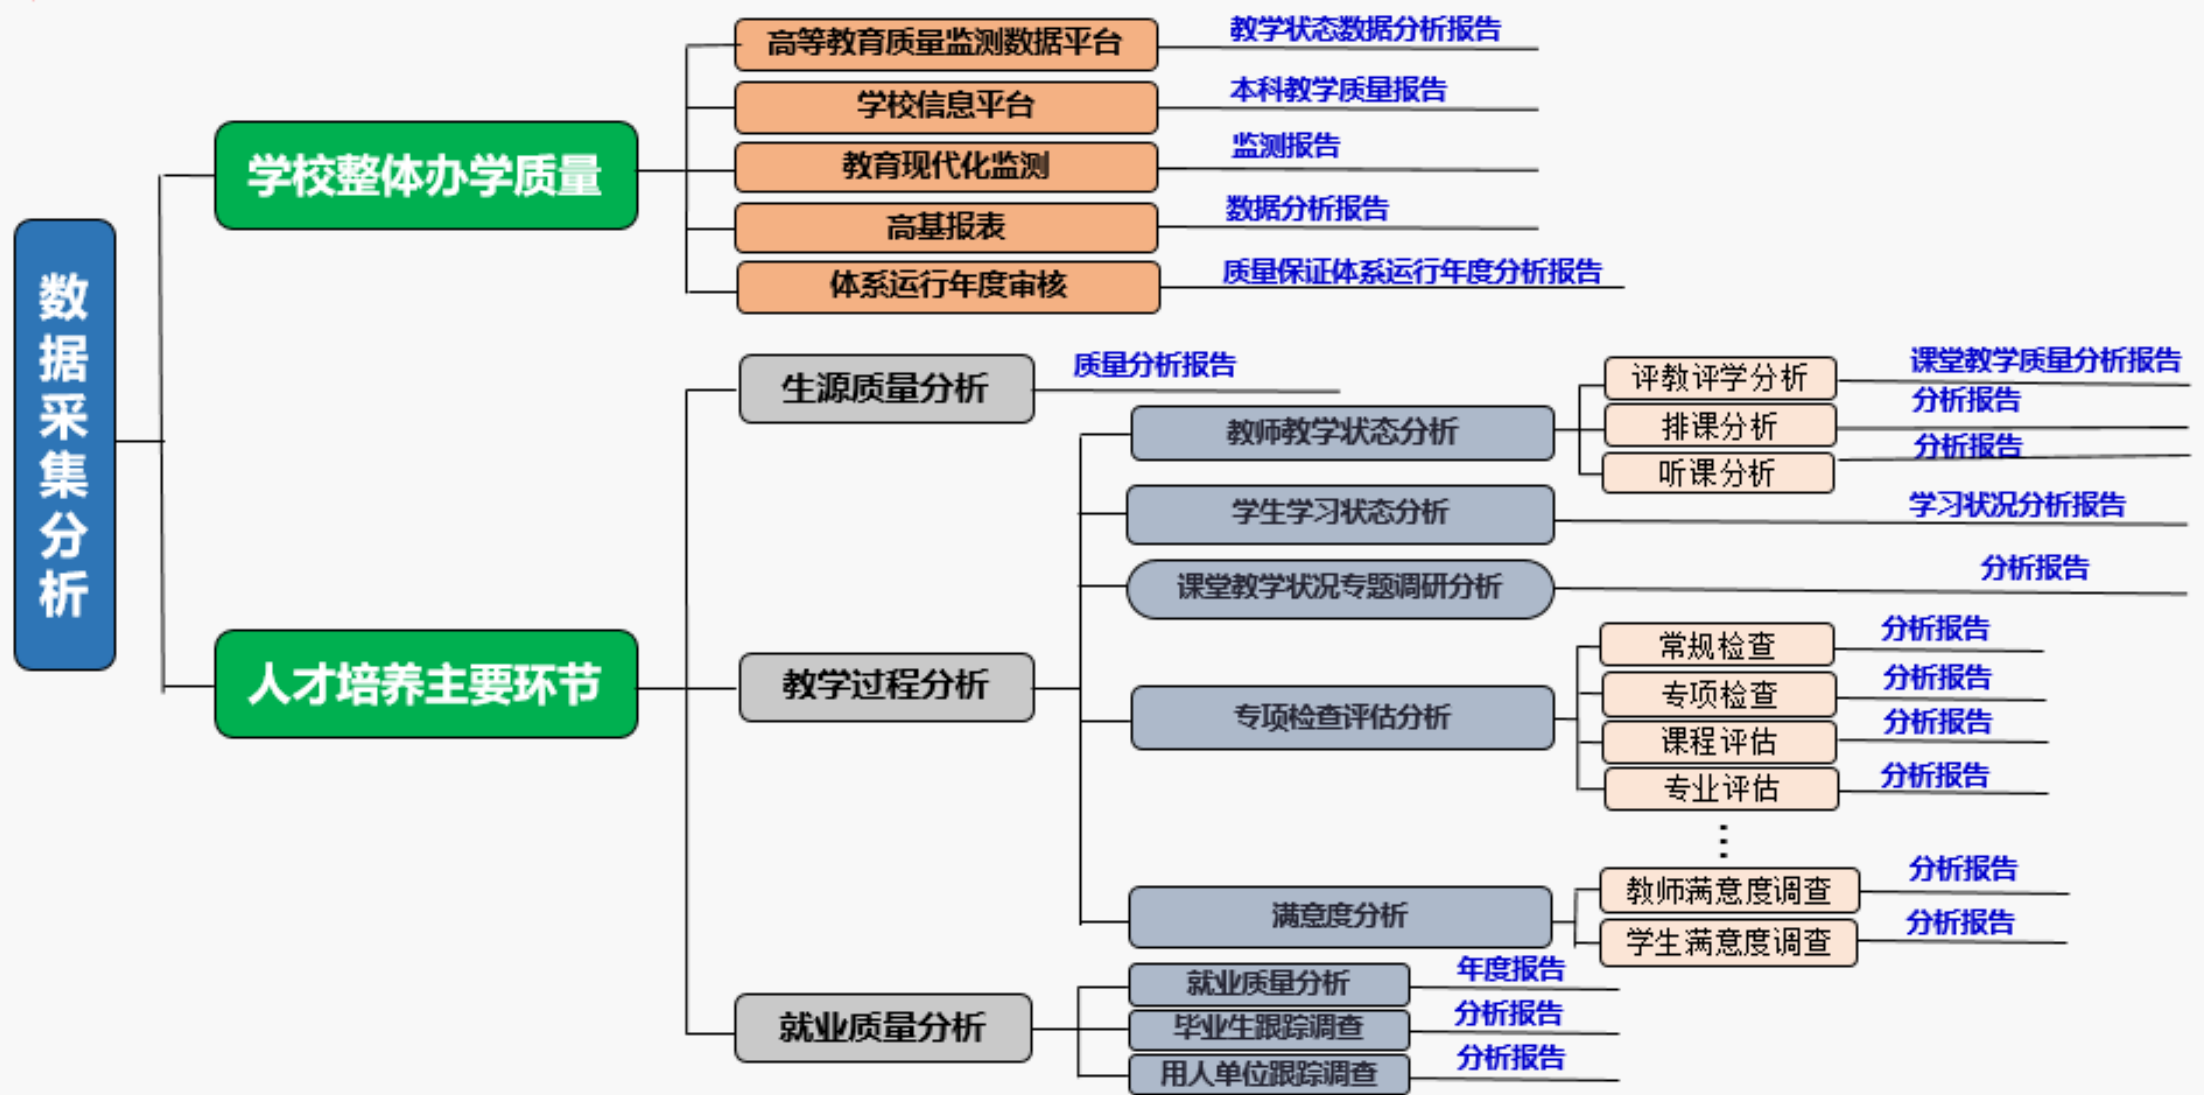 数据采集分析
学校整体办学质量
高等教育质量监测数据平台
教学状态数据分析报告
学校信息平台
本科教学质量报告
教育现代化监测
监测报告
高基报表
数据分析报告
体系运行年度审核
质量保证体系运行年度分析报告
人才培养主要环节
生源质量分析
质量分析报告
教学过程分析
教师教学状态分析
评教评学分析
课堂教学质量分析报告
排课分析
分析报告
听课分析
分析报告
学生学习状态分析
学习状况分析报告
课堂教学状况专题调研分析
分析报告
专项检查评估分析
常规检查
分析报告
专项检查
分析报告
课程评估
分析报告
专业评估
分析报告
⋮
满意度分析
教师满意度调查
分析报告
学生满意度调查
分析报告
就业质量分析
就业质量分析
年度报告
毕业生跟踪调查
分析报告
用人单位跟踪调查
分析报告